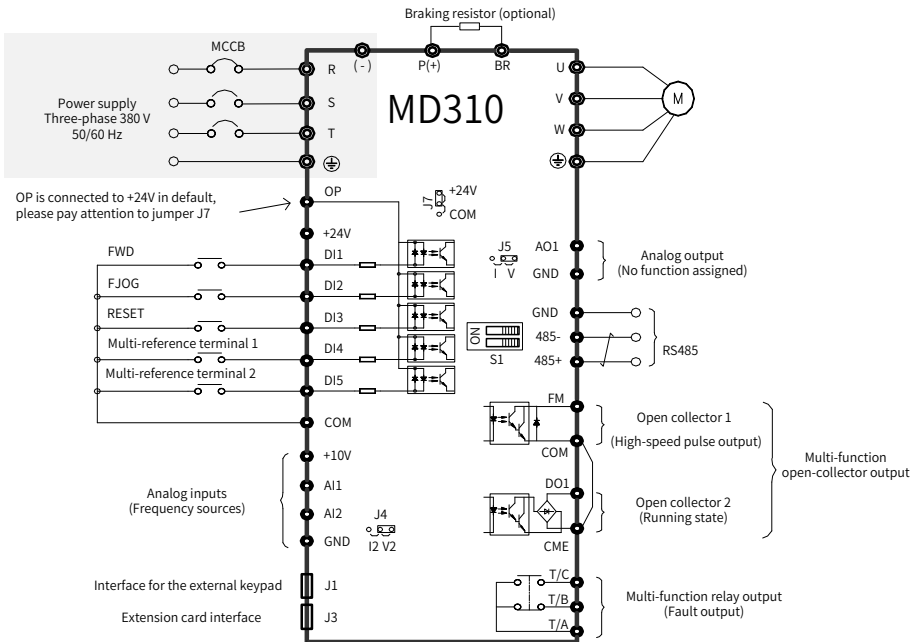 Braking resistor (optional)
MCCB
(-)
P(+)
BR
R
S
T
Power supply
Three-phase 380 V
50/60 Hz
MD310
U
V
W
M
OP is connected to +24V in default,
please pay attention to jumper J7
OP
J7
+24V
COM
+24V
FWD
DI1
FJOG
DI2
RESET
DI3
Multi-reference terminal 1
DI4
Multi-reference terminal 2
DI5
COM
J5
I V
ON
S1
AO1
GND
Analog output
(No function assigned)
GND
485-
485+
RS485
FM
COM
Open collector 1
(High-speed pulse output)
DO1
CME
Open collector 2
(Running state)
Multi-function
open-collector output
+10V
AI1
AI2
GND
Analog inputs
(Frequency sources)
J4
I2 V2
Interface for the external keypad
J1
Extension card interface
J3
T/C
T/B
T/A
Multi-function relay output
(Fault output)